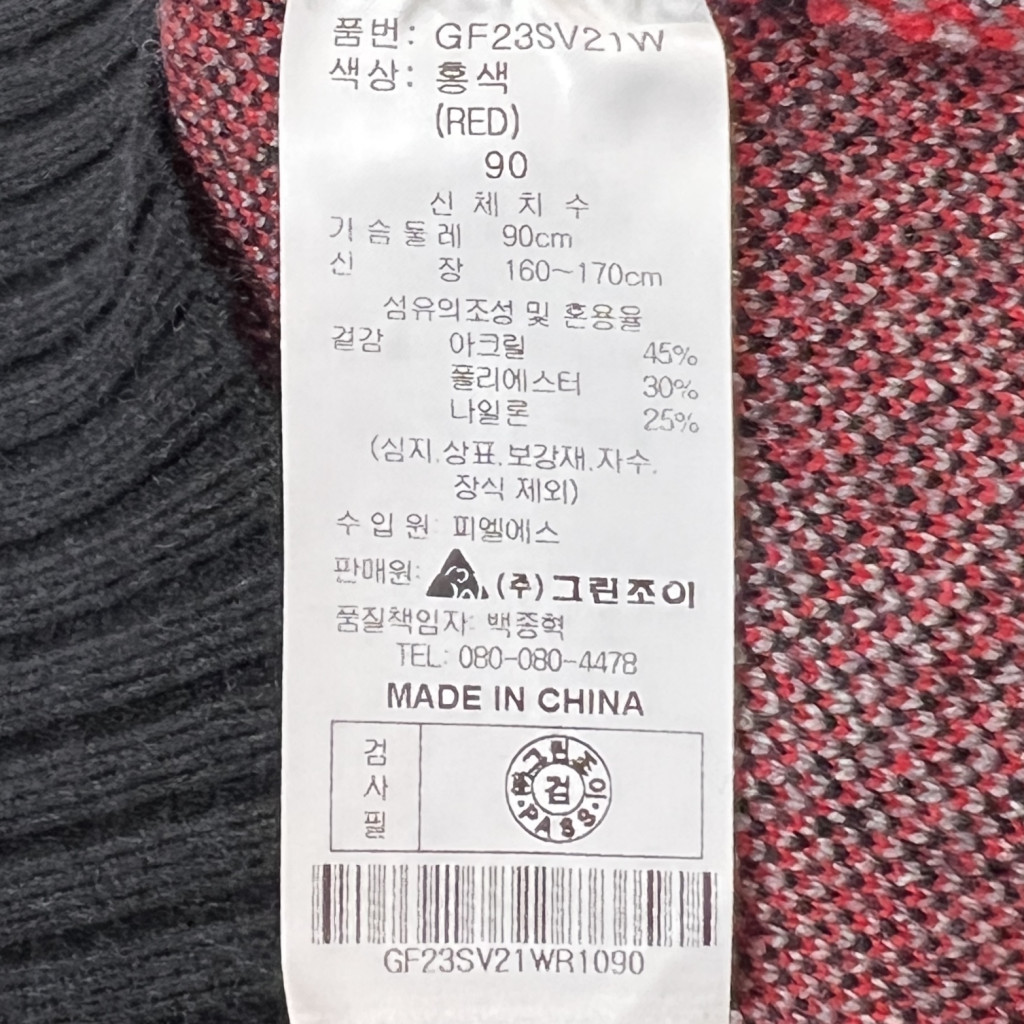 품번: GF23SV21W
색상: 홍색
(RED)
90
신 체 치 수
가 슴 둘 레 90cm
신 장 160~170cm
섬유의조성 및 혼용율
겉감 아크릴 45%
폴리에스터 30%
나일론 25%
(심지,상표,보강재,자수,
장식 제외)
수 입 원: 피엘에스
판매원: (주)그린조이
품질책임자: 백종혁
TEL: 080-080-4478
MADE IN CHINA
검사필
㈜그린조이
검
·PASS·
GF23SV21WR1090